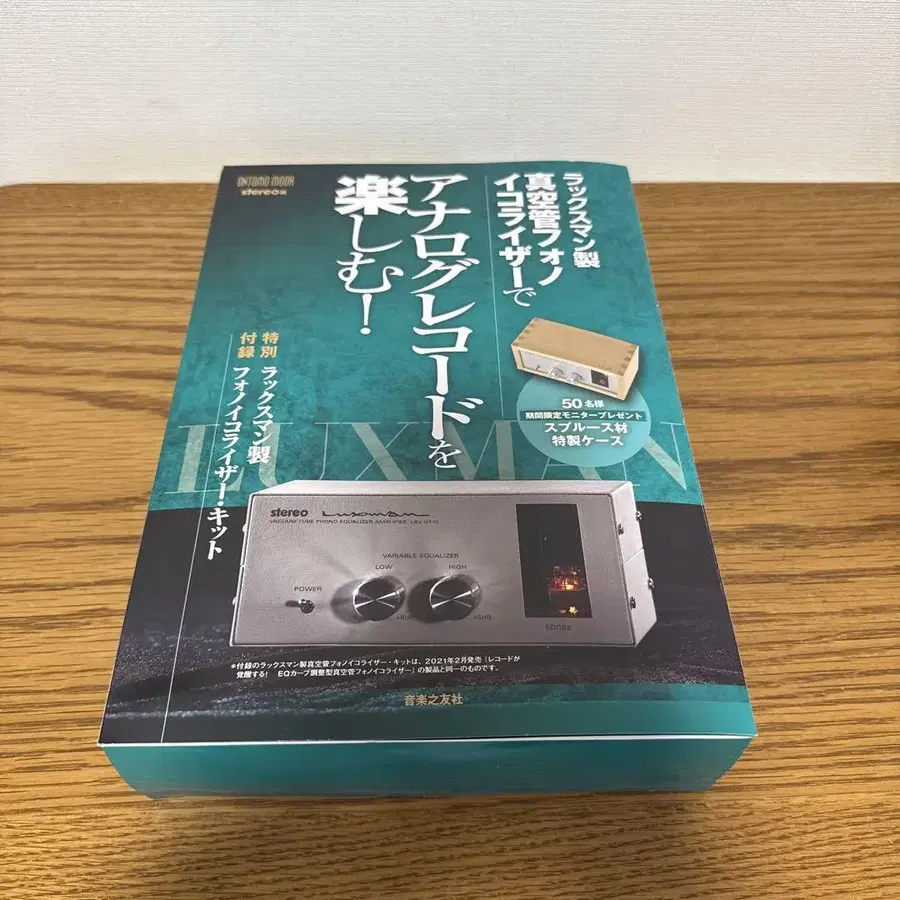 ONTOMO MOOK
stereo編
ラックスマン製
真空管フォノ
イコライザーで
アナログレコードを
楽しむ!
特別
付録
ラックスマン製
フォノイコライザー・キット
50名様
期間限定モニタープレゼント
スプルース材
特製ケース
LUXMAN
stereo Luxman
VACUUM TUBE PHONO EQUALIZER AMPLIFIER LXV-OT10
VARIABLE EQUALIZER
LOW
HIGH
POWER
+5dB
+5dB
ECC82
*付録のラックスマン製真空管フォノイコライザー・キットは、2021年2月発売「レコードが
覚醒する! EQカーブ調整型真空管フォノイコライザー」の製品と同一のものです。
音楽之友社